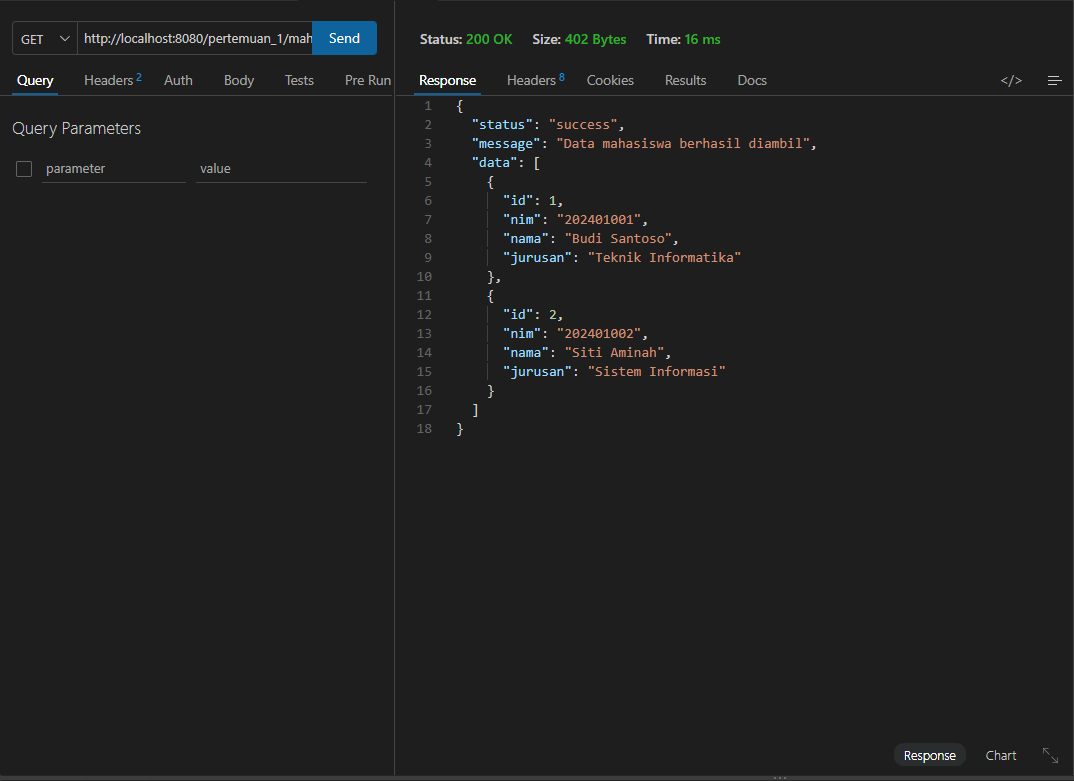 GET http://localhost:8080/pertemuan_1/mah Send
Query Headers 2 Auth Body Tests Pre Run
Query Parameters
parameter value
Status: 200 OK Size: 402 Bytes Time: 16 ms
Response Headers 8 Cookies Results Docs </>
1 {
2 "status": "success",
3 "message": "Data mahasiswa berhasil diambil",
4 "data": [
5 {
6 "id": 1,
7 "nim": "202401001",
8 "nama": "Budi Santoso",
9 "jurusan": "Teknik Informatika"
10 },
11 {
12 "id": 2,
13 "nim": "202401002",
14 "nama": "Siti Aminah",
15 "jurusan": "Sistem Informasi"
16 }
17 ]
18 }
Response Chart